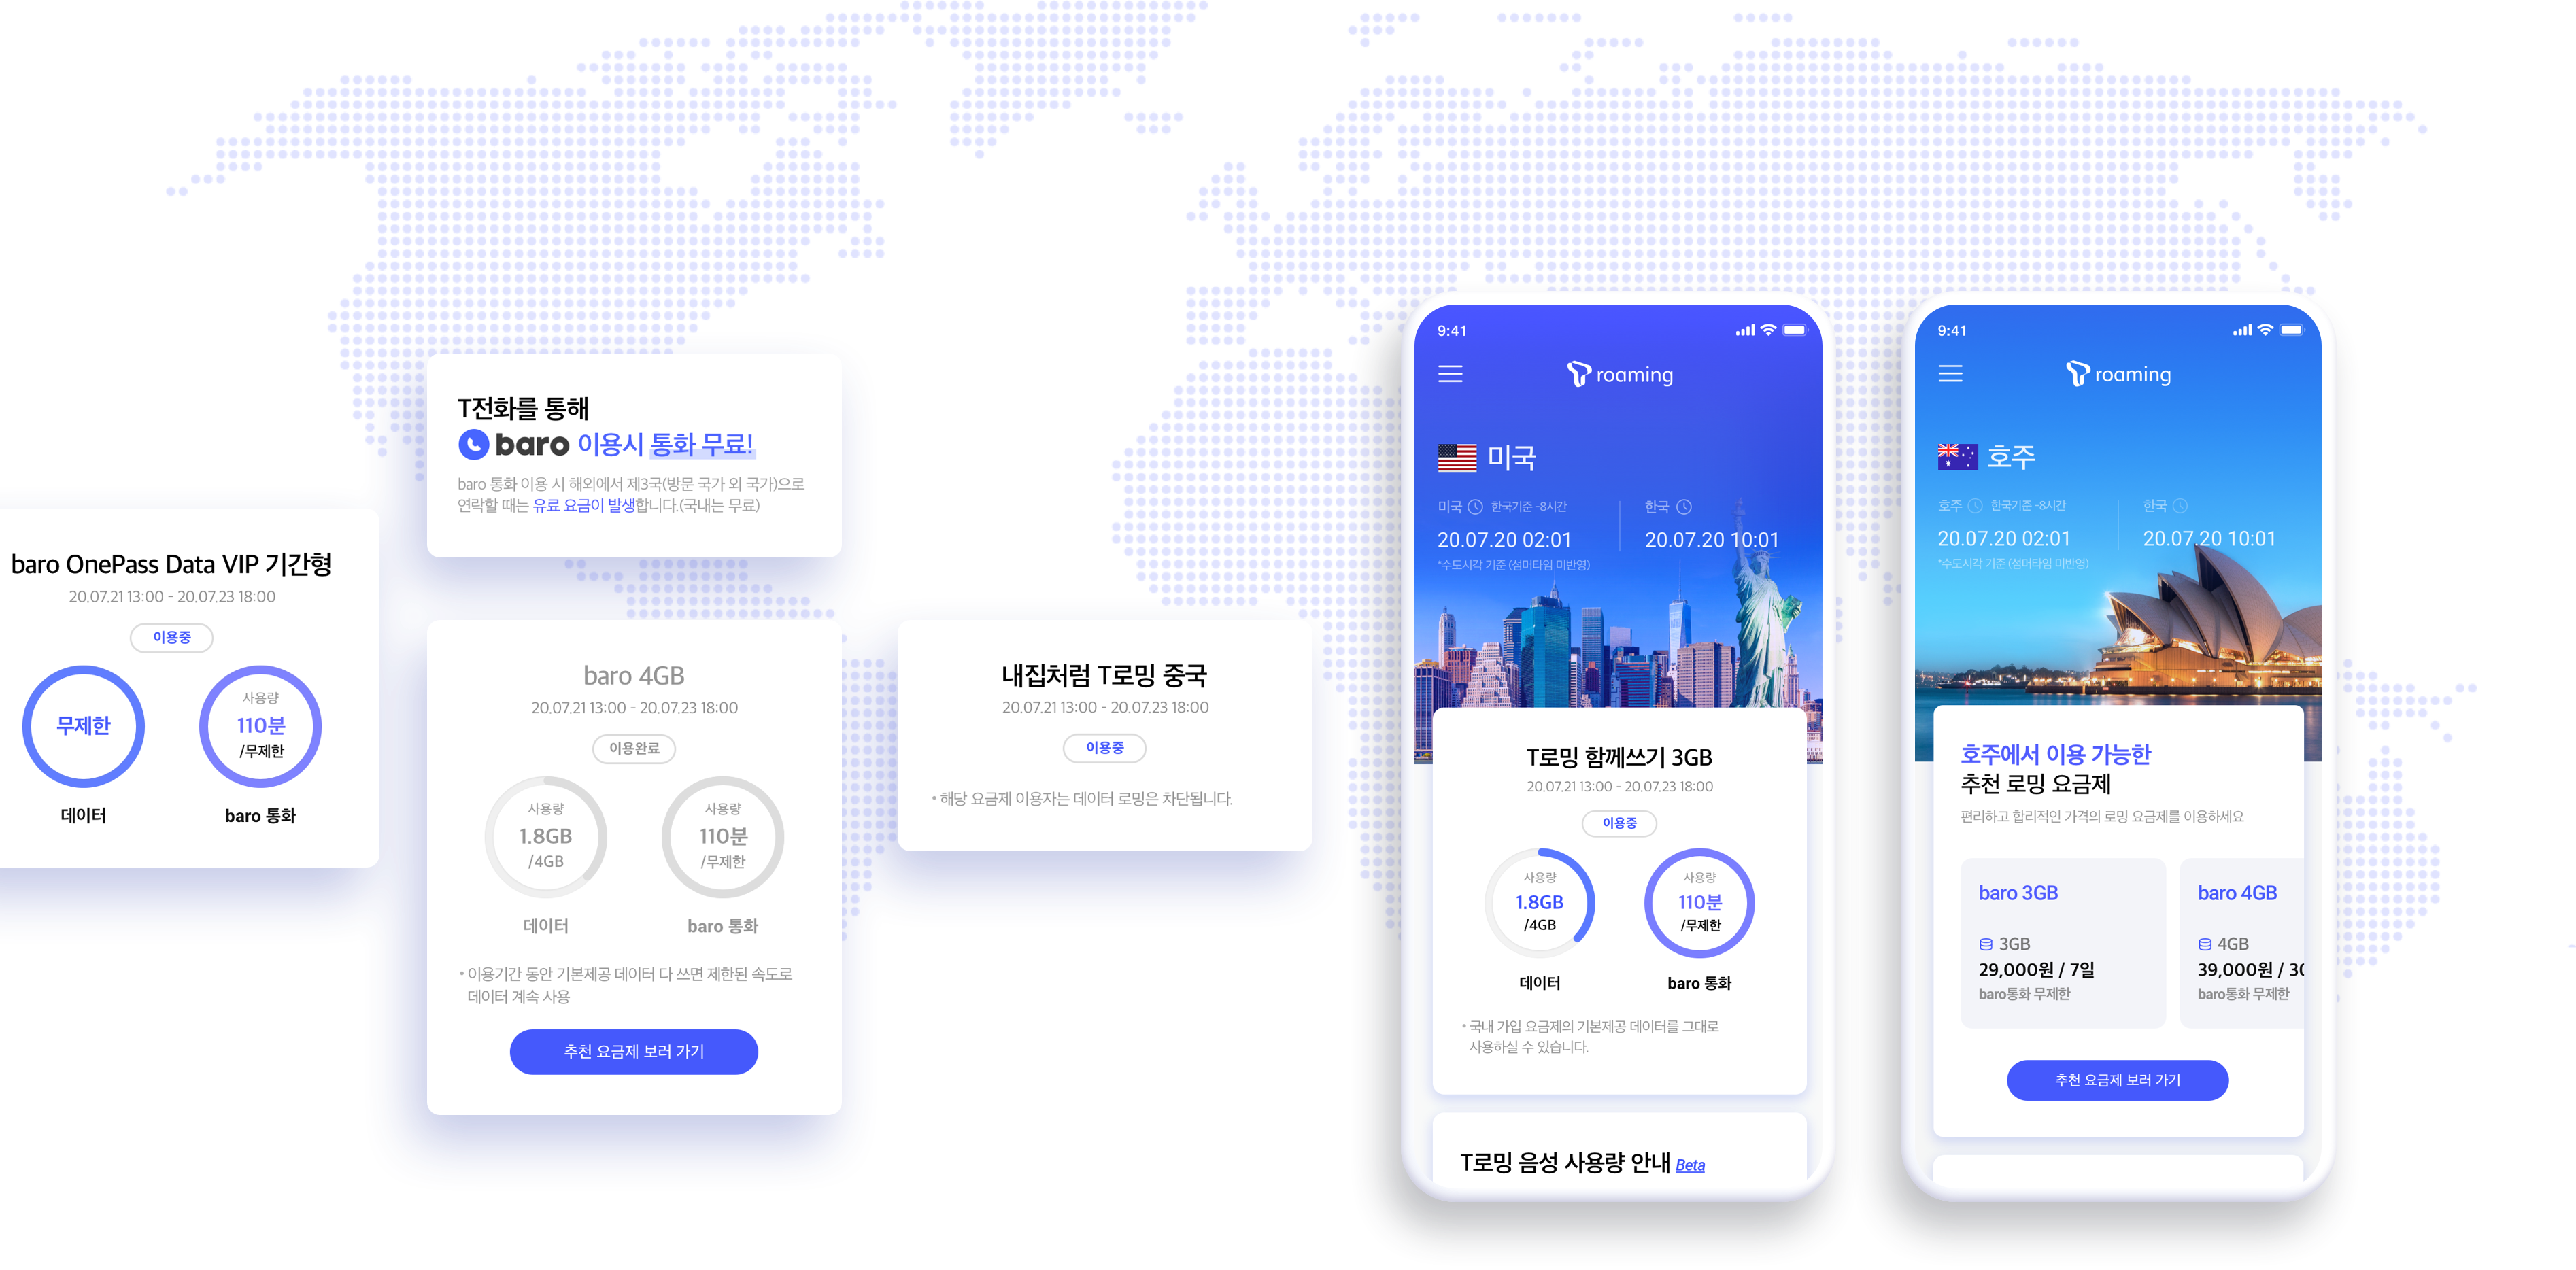 baro OnePass Data VIP 기간형
20.07.21 13:00 - 20.07.23 18:00
이용중
무제한
데이터
사용량
110분
/무제한
baro 통화
T전화를 통해
baro 이용시 통화 무료!
baro 통화 이용 시 해외에서 제3국(방문 국가 외 국가)으로
연락할 때는 유료 요금이 발생합니다.(국내는 무료)
baro 4GB
20.07.21 13:00 - 20.07.23 18:00
이용완료
사용량
1.8GB
/4GB
데이터
사용량
110분
/무제한
baro 통화
• 이용기간 동안 기본제공 데이터 다 쓰면 제한된 속도로
데이터 계속 사용
추천 요금제 보러 가기
내집처럼 T로밍 중국
20.07.21 13:00 - 20.07.23 18:00
이용중
• 해당 요금제 이용자는 데이터 로밍은 차단됩니다.
9:41
roaming
미국
미국 한국기준 -8시간
20.07.20 02:01
*수도시각 기준 (섬머타임 미반영)
한국
20.07.20 10:01
T로밍 함께쓰기 3GB
20.07.21 13:00 - 20.07.23 18:00
이용중
사용량
1.8GB
/4GB
데이터
사용량
110분
/무제한
baro 통화
• 국내 가입 요금제의 기본제공 데이터를 그대로
사용하실 수 있습니다.
T로밍 음성 사용량 안내 Beta
9:41
roaming
호주
호주 한국기준 -8시간
20.07.20 02:01
*수도시각 기준 (섬머타임 미반영)
한국
20.07.20 10:01
호주에서 이용 가능한
추천 로밍 요금제
편리하고 합리적인 가격의 로밍 요금제를 이용하세요
baro 3GB
3GB
29,000원 / 7일
baro통화 무제한
baro 4GB
4GB
39,000원 / 30
baro통화 무제한
추천 요금제 보러 가기